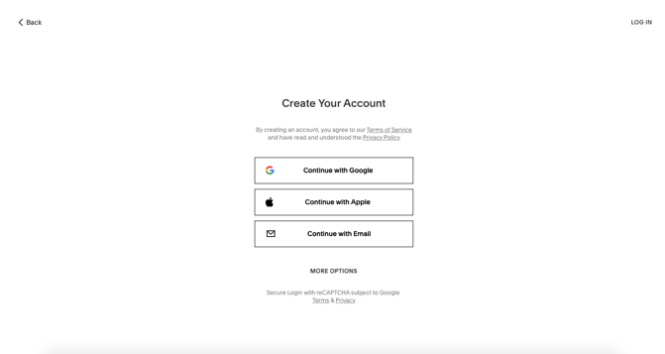 Back
LOG IN
Create Your Account
By creating an account, you agree to our Terms of Service
and have read and understood the Privacy Policy
Continue with Google
Continue with Apple
Continue with Email
MORE OPTIONS
Secure Login with reCAPTCHA subject to Google
Terms & Privacy